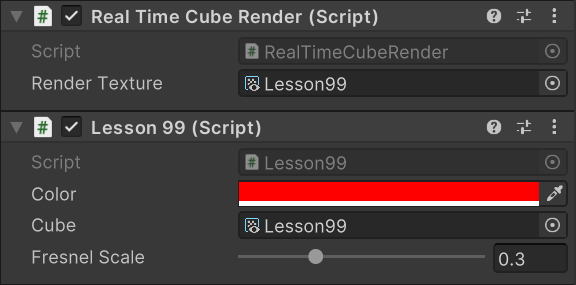 Real Time Cube Render (Script)
Script RealTimeCubeRender
Render Texture Lesson99
Lesson 99 (Script)
Script Lesson99
Color
Cube Lesson99
Fresnel Scale 0.3